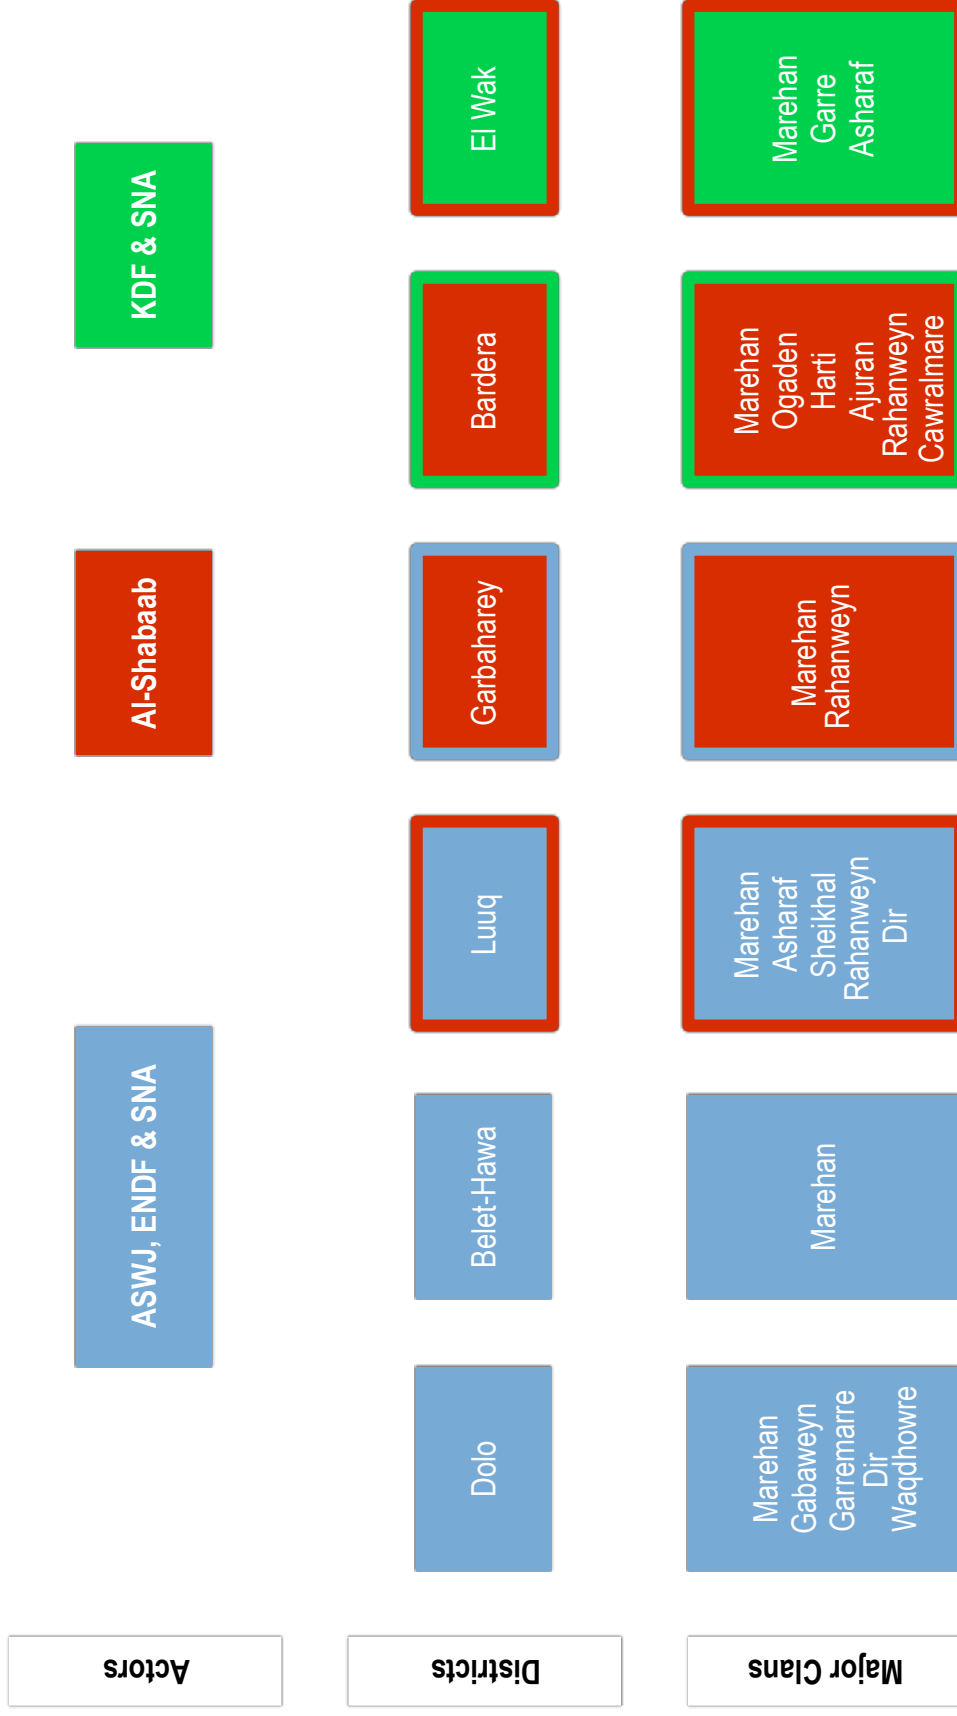 Actors
ASWJ, ENDF & SNA
Al-Shabaab
KDF & SNA
Districts
Dolo
Belet-Hawa
Luuq
Garbaharey
Bardera
El Wak
Major Clans
Marehan
Gabaweyn
Garremarre
Dir
Waqdhowre
Marehan
Marehan
Asharaf
Sheikhal
Rahanweyn
Dir
Marehan
Rahanweyn
Marehan
Ogaden
Harti
Ajuran
Rahanweyn
Cawralmare
Marehan
Garre
Asharaf